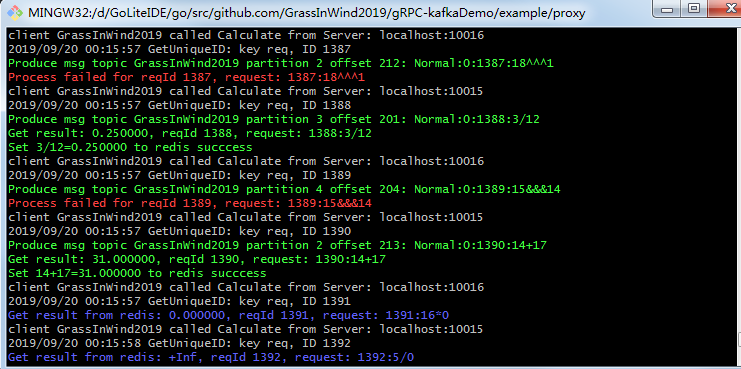 MINGW32:/d/GoLiteIDE/go/src/github.com/GrassInWind2019/gRPC-kafkaDemo/example/proxy
client GrassInWind2019 called Calculate from Server: localhost:10016
2019/09/20 00:15:57 GetUniqueID: key req, ID 1387
Produce msg topic GrassInWind2019 partition 2 offset 212: Normal:0:1387:18^^^1
Process failed for reqId 1387, request: 1387:18^^^1
client GrassInWind2019 called Calculate from Server: localhost:10015
2019/09/20 00:15:57 GetUniqueID: key req, ID 1388
Produce msg topic GrassInWind2019 partition 3 offset 201: Normal:0:1388:3/12
Get result: 0.250000, reqId 1388, request: 1388:3/12
Set 3/12=0.250000 to redis succcess
client GrassInWind2019 called Calculate from Server: localhost:10016
2019/09/20 00:15:57 GetUniqueID: key req, ID 1389
Produce msg topic GrassInWind2019 partition 4 offset 204: Normal:0:1389:15&&&14
Process failed for reqId 1389, request: 1389:15&&&14
client GrassInWind2019 called Calculate from Server: localhost:10015
2019/09/20 00:15:57 GetUniqueID: key req, ID 1390
Produce msg topic GrassInWind2019 partition 2 offset 213: Normal:0:1390:14+17
Get result: 31.000000, reqId 1390, request: 1390:14+17
Set 14+17=31.000000 to redis succcess
client GrassInWind2019 called Calculate from Server: localhost:10016
2019/09/20 00:15:57 GetUniqueID: key req, ID 1391
Get result from redis: 0.000000, reqId 1391, request: 1391:16*0
client GrassInWind2019 called Calculate from Server: localhost:10015
2019/09/20 00:15:58 GetUniqueID: key req, ID 1392
Get result from redis: +Inf, reqId 1392, request: 1392:5/0